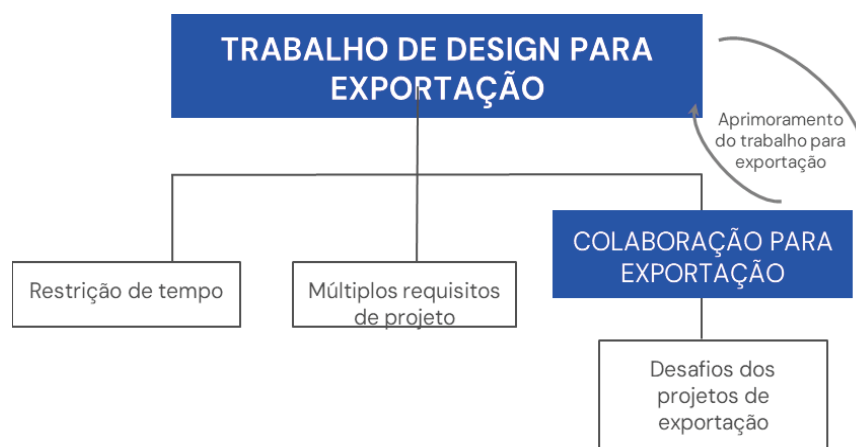 TRABALHO DE DESIGN PARA
EXPORTAÇÃO
Aprimoramento
do trabalho para
exportação
COLABORAÇÃO PARA
EXPORTAÇÃO
Restrição de tempo
Múltiplos requisitos
de projeto
Desafios dos
projetos de
exportação